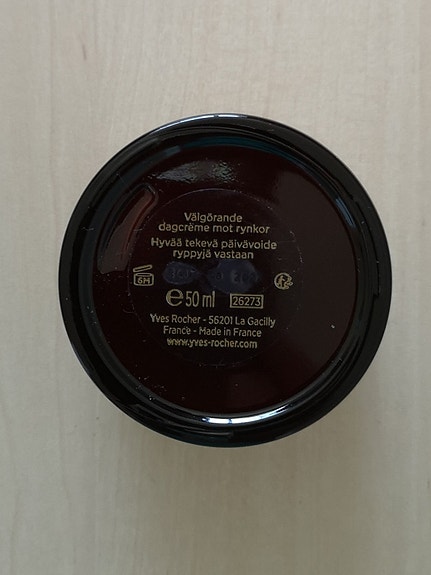 Välgörande
dagcrème mot rynkor
Hyvää tekevä päivävoide
ryppyjä vastaan
6M
e 50 ml 26273
Yves Rocher - 56201 La Gacilly
France - Made in France
www.yves-rocher.com